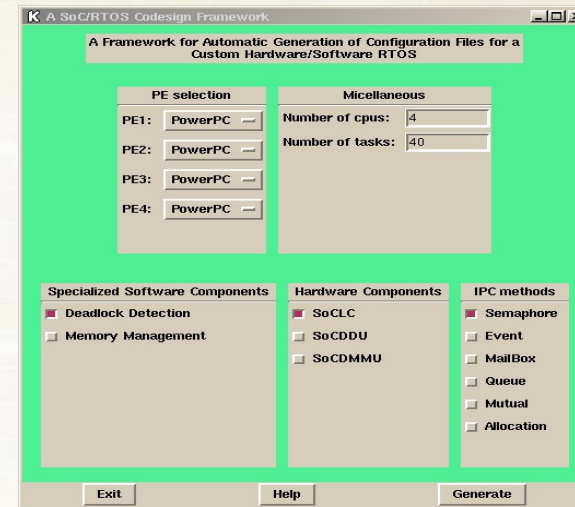 A SoC/RTOS Codesign Framework
A Framework for Automatic Generation of Configuration Files for a
Custom Hardware/Software RTOS
PE selection
PE1: PowerPC
PE2: PowerPC
PE3: PowerPC
PE4: PowerPC
Micellaneous
Number of cpus: 4
Number of tasks: 40
Specialized Software Components
Deadlock Detection
Memory Management
Hardware Components
SoCLC
SoCDDU
SoCDMMU
IPC methods
Semaphore
Event
MailBox
Queue
Mutual
Allocation
Exit
Help
Generate